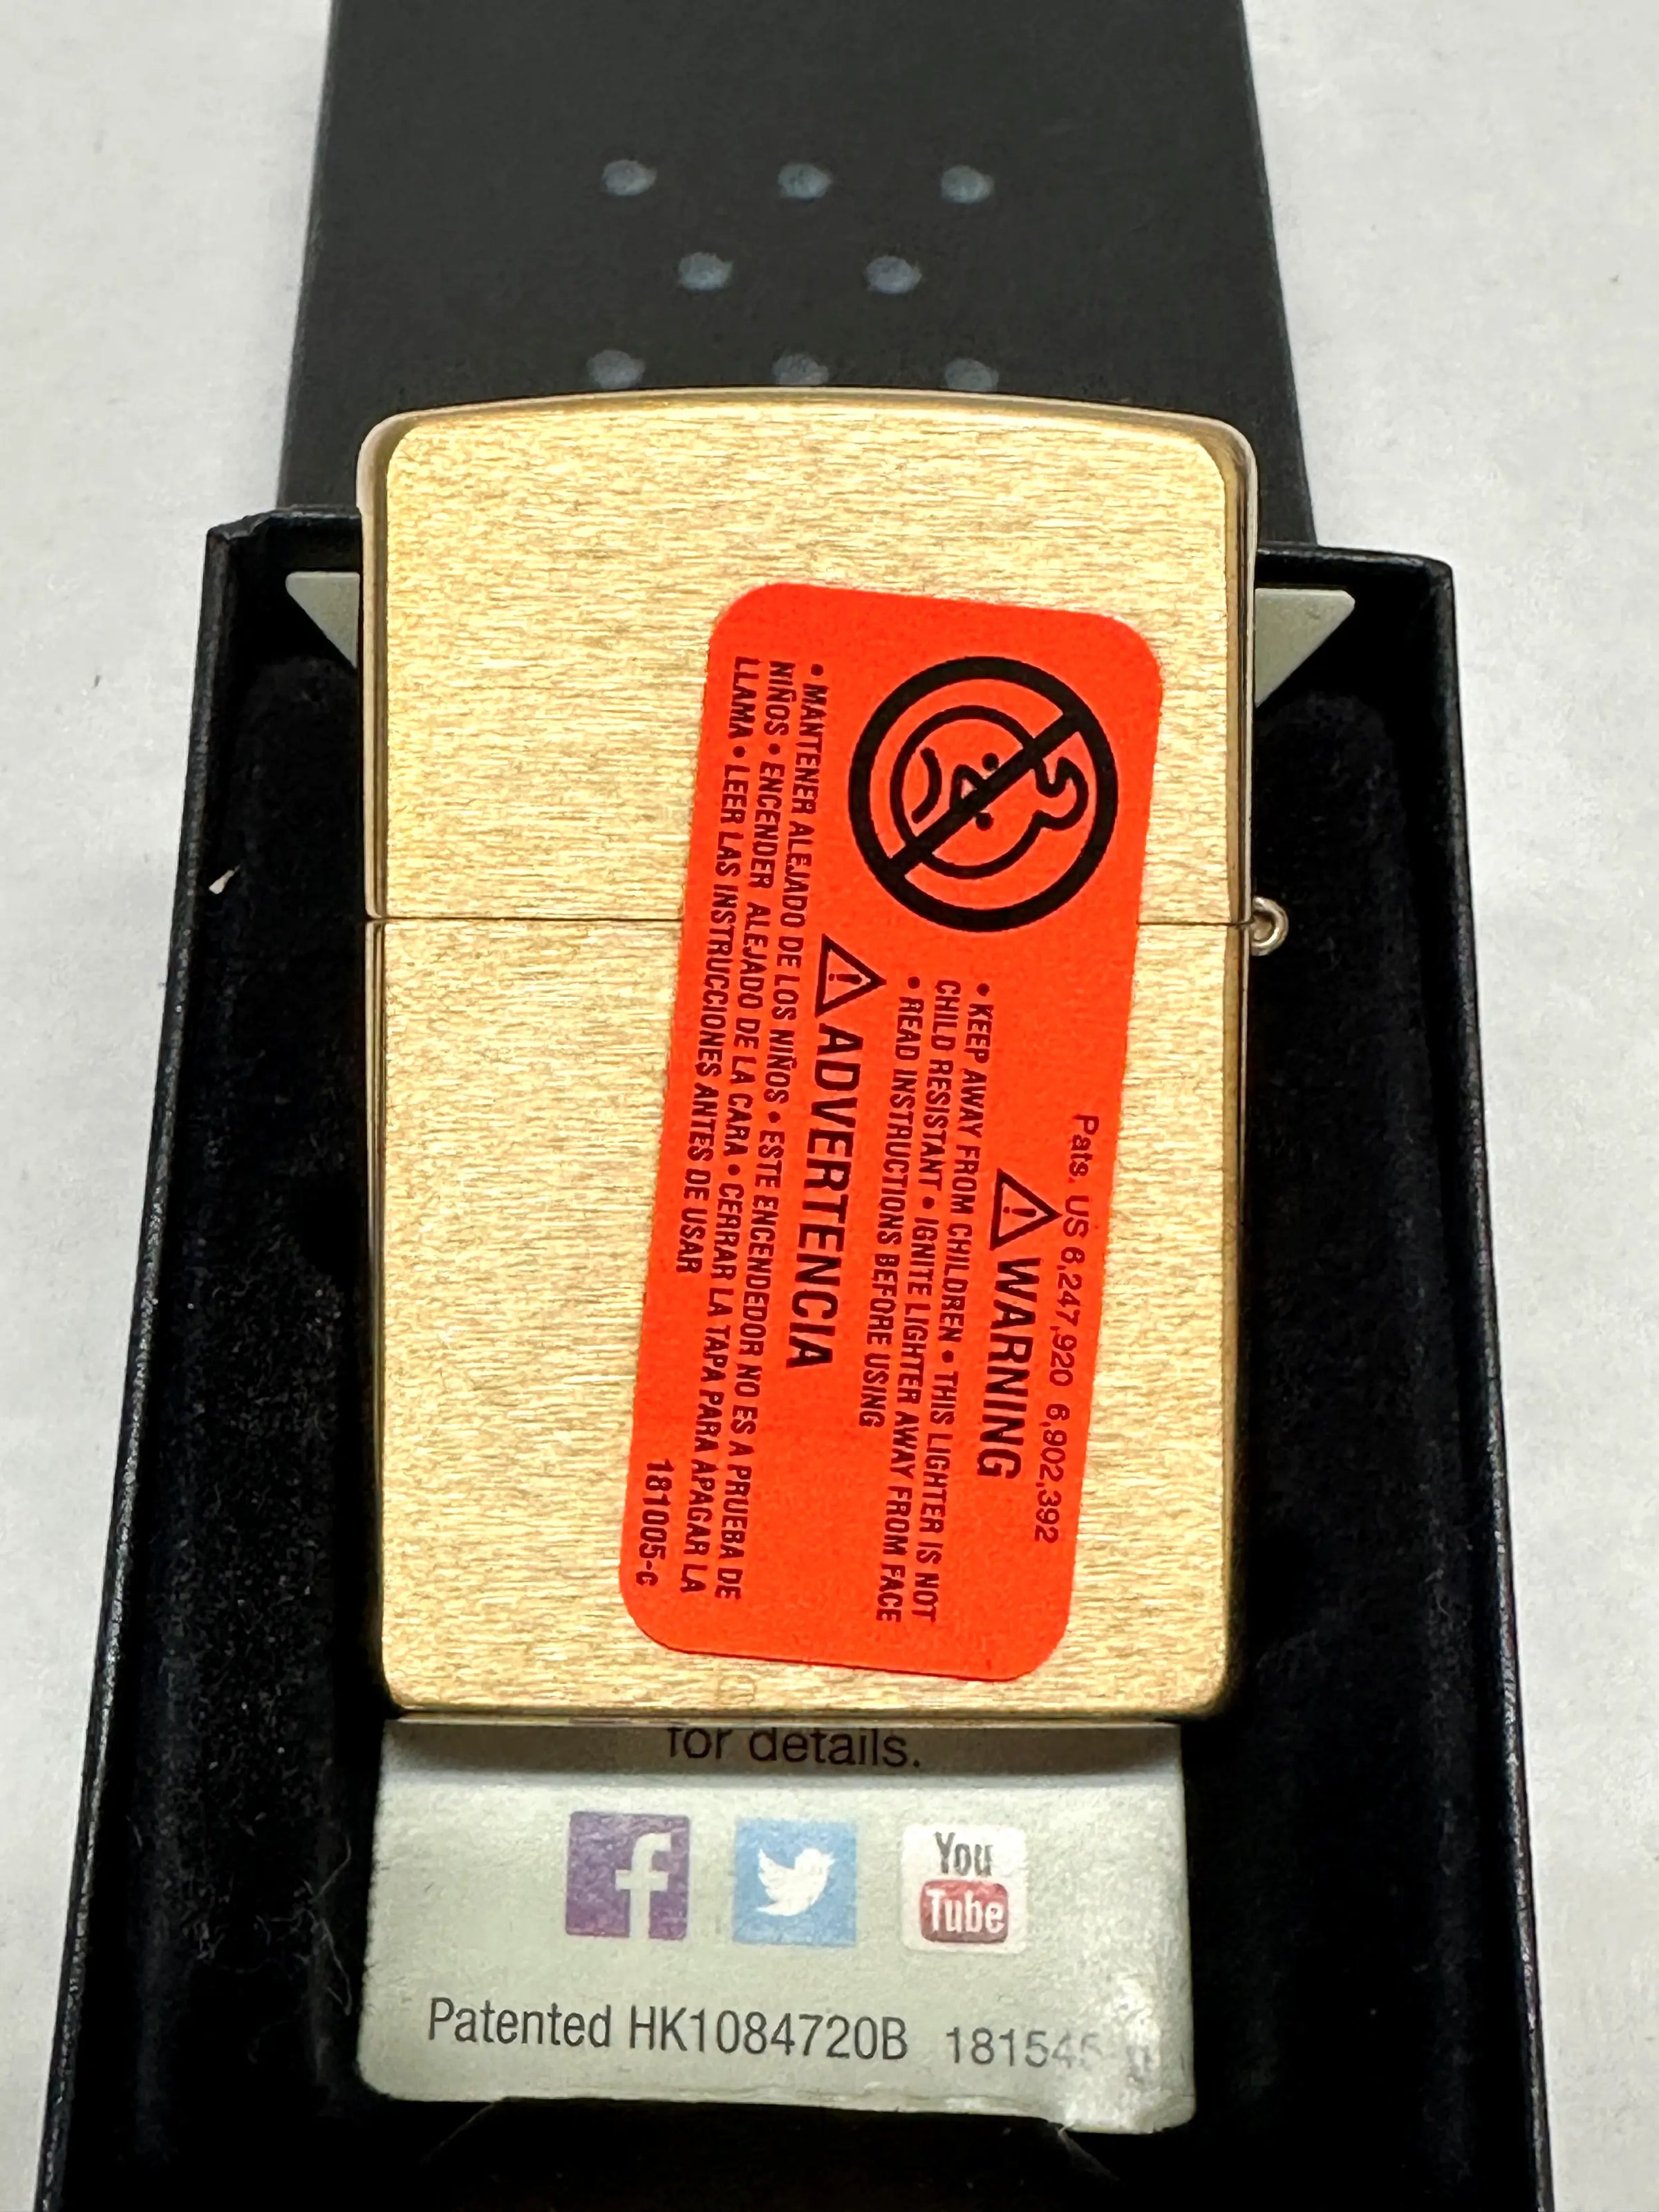 Pats. US 6,247,920 6,902,392
WARNING
• KEEP AWAY FROM CHILDREN • THIS LIGHTER IS NOT
CHILD RESISTANT • IGNITE LIGHTER AWAY FROM FACE
• READ INSTRUCTIONS BEFORE USING
ADVERTENCIA
• MANTENER ALEJADO DE LOS NIÑOS • ESTE ENCENDEDOR NO ES A PRUEBA DE
NIÑOS • ENCENDER ALEJADO DE LA CARA • CERRAR LA TAPA PARA APAGAR LA
LLAMA • LEER LAS INSTRUCCIONES ANTES DE USAR
181005-c
for details.
f
You
Tube
Patented HK1084720B